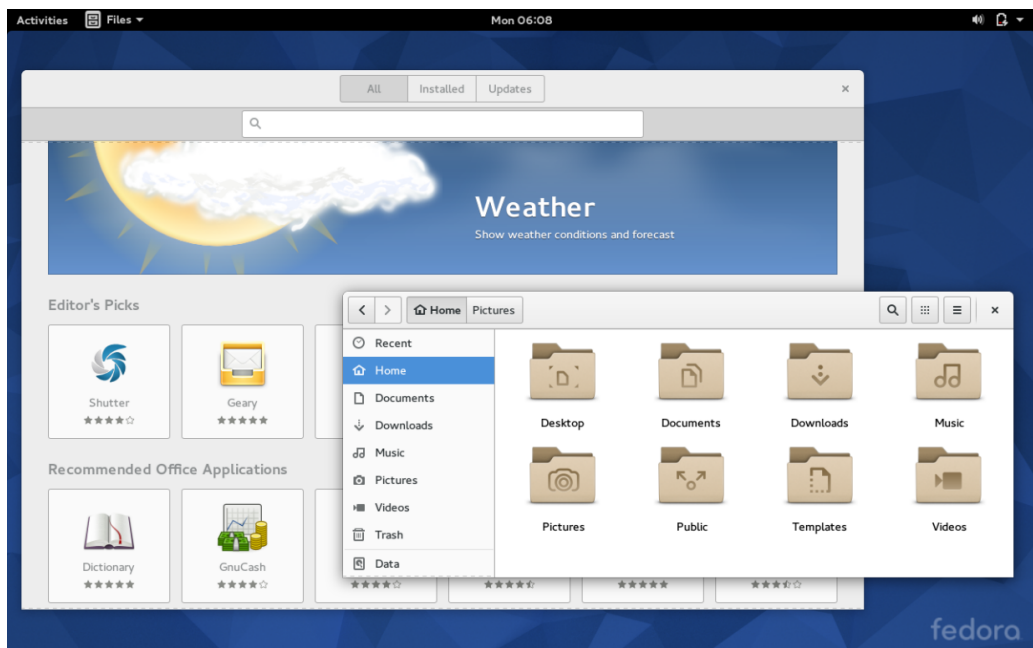 Activities Files Mon 06:08
All Installed Updates
Weather
Show weather conditions and forecast
Editor's Picks
Shutter Geary
Recommended Office Applications
Dictionary GnuCash
Home Pictures
Recent
Home
Documents
Downloads
Music
Pictures
Videos
Trash
Data
Desktop Documents Downloads Music
Pictures Public Templates Videos
fedora